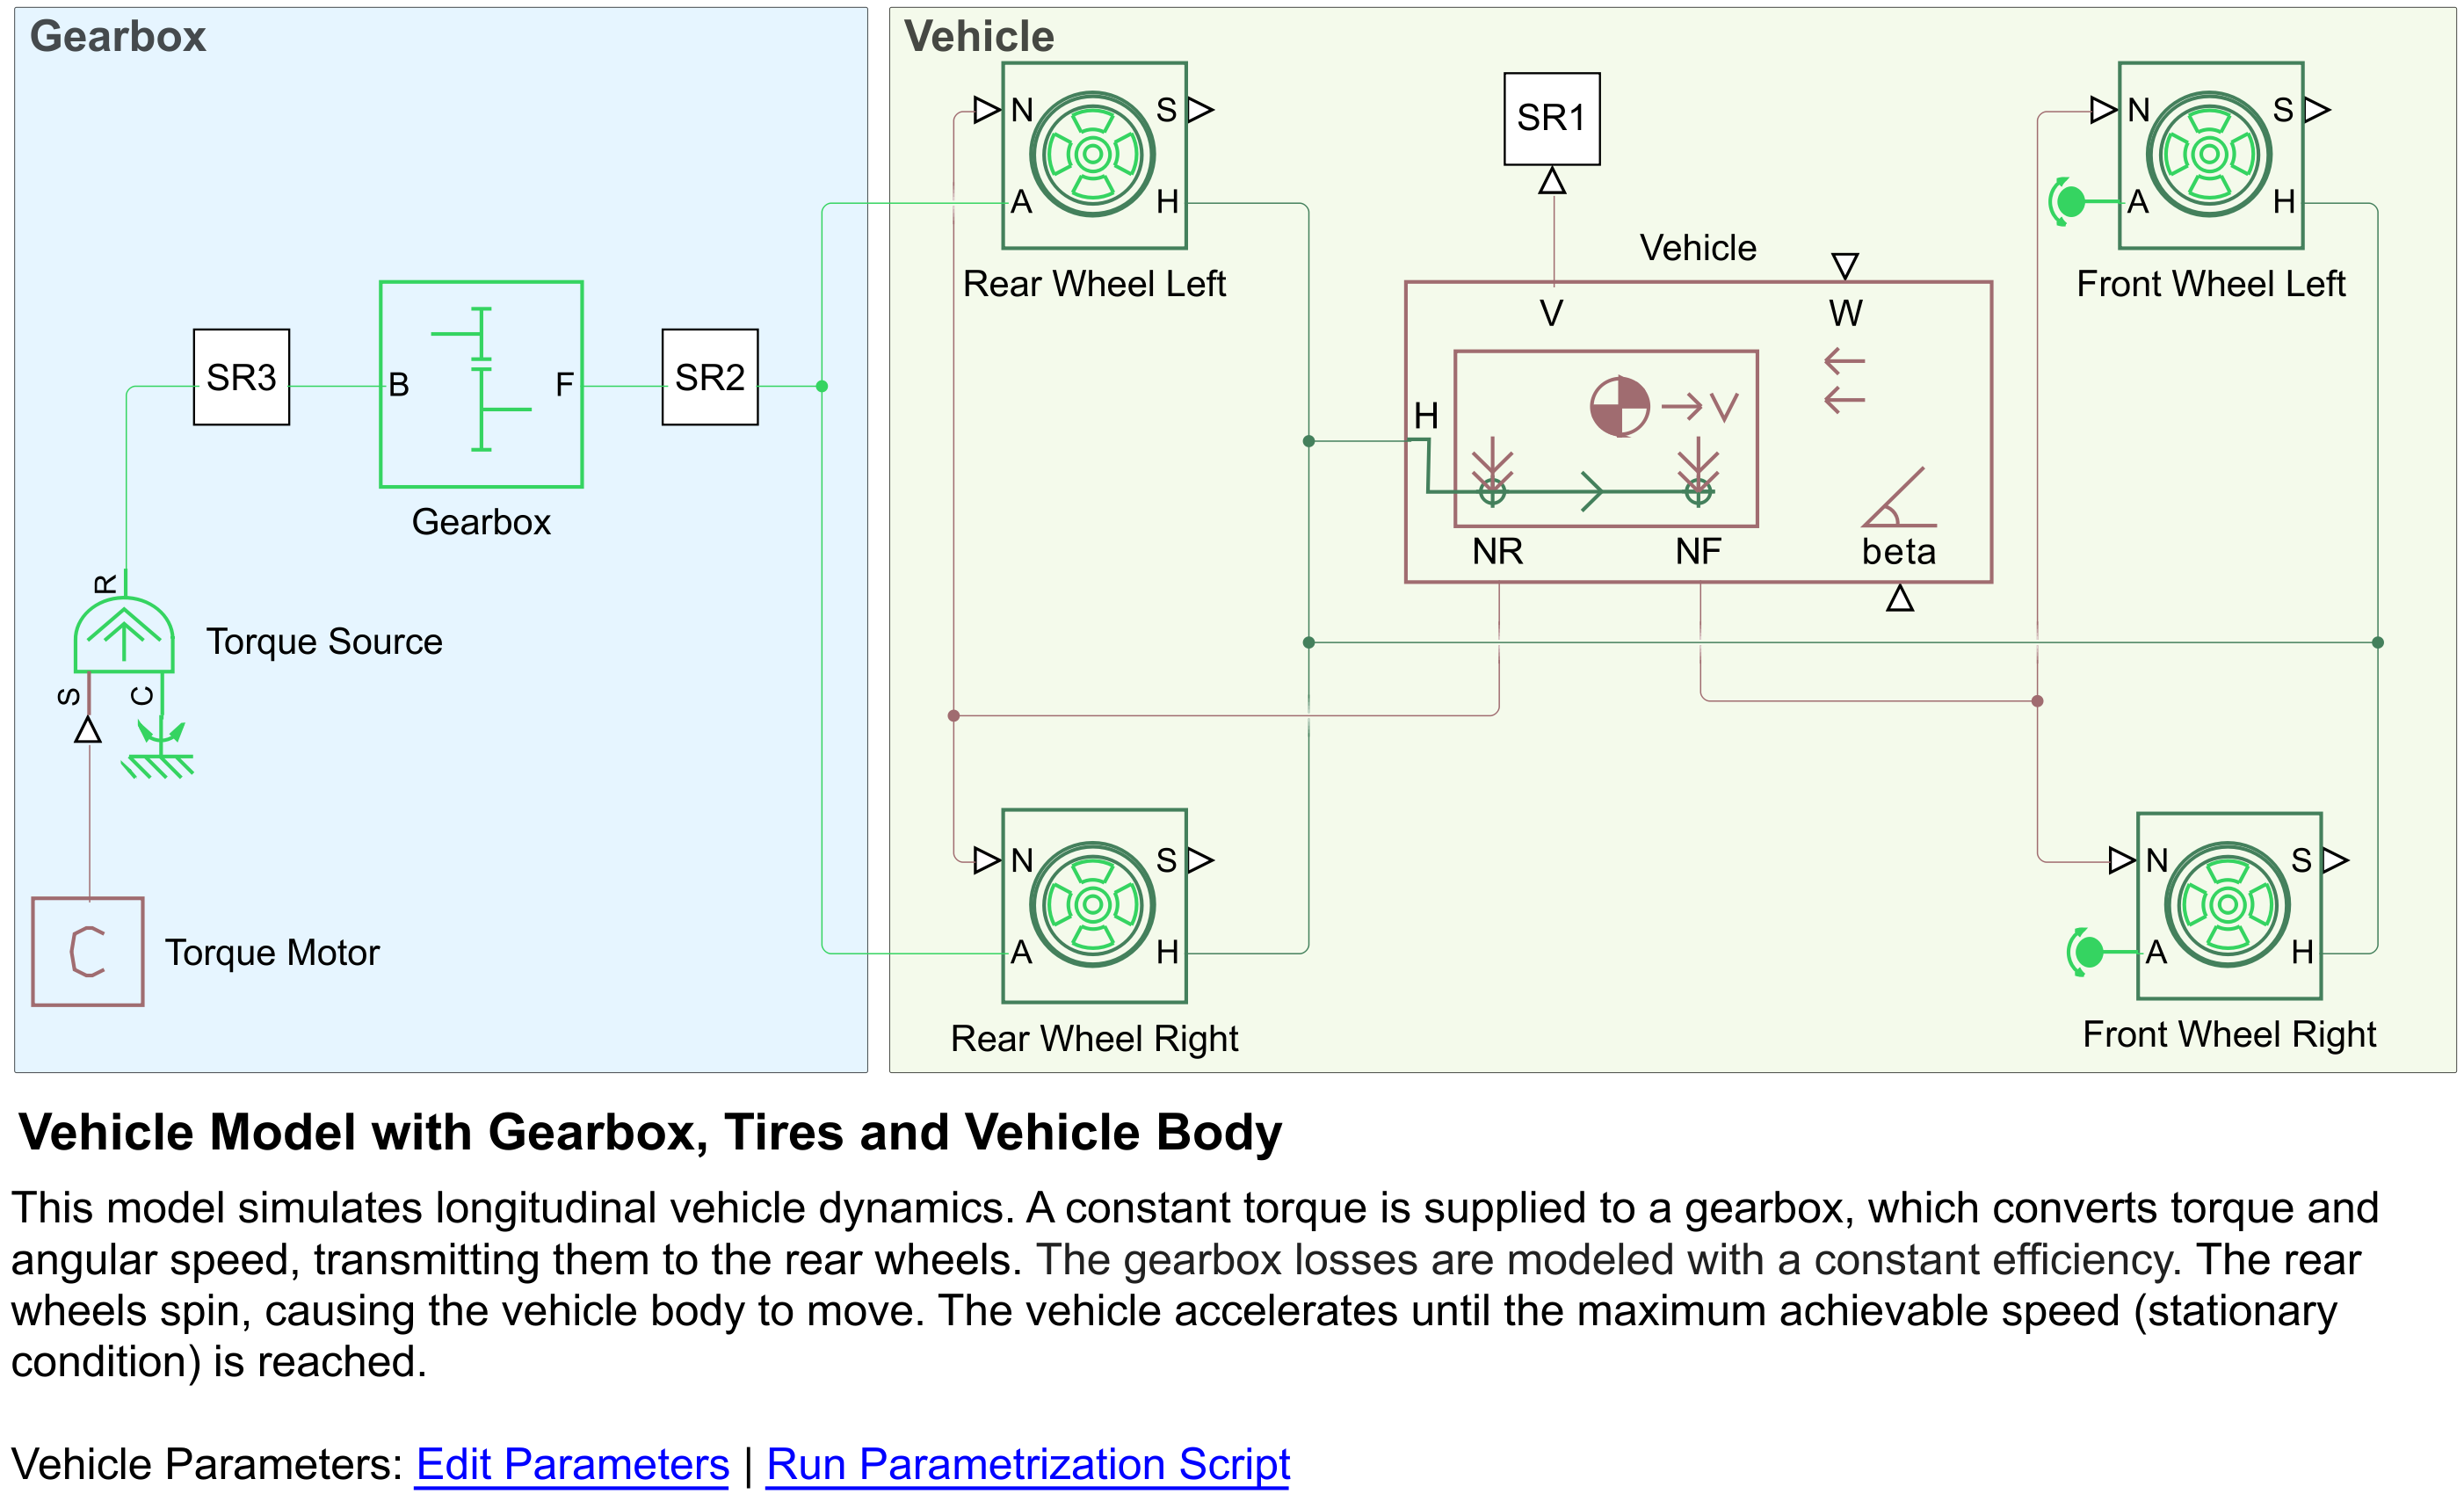 Gearbox
Vehicle
N
S
A
H
Rear Wheel Left
SR1
N
S
A
H
Front Wheel Left
Vehicle
V
W
H
V
NR
NF
beta
SR3
B
F
SR2
Gearbox
R
Torque Source
S
C
C
Torque Motor
N
S
A
H
Rear Wheel Right
N
S
A
H
Front Wheel Right
Vehicle Model with Gearbox, Tires and Vehicle Body
This model simulates longitudinal vehicle dynamics. A constant torque is supplied to a gearbox, which converts torque and
angular speed, transmitting them to the rear wheels. The gearbox losses are modeled with a constant efficiency. The rear
wheels spin, causing the vehicle body to move. The vehicle accelerates until the maximum achievable speed (stationary
condition) is reached.
Vehicle Parameters: Edit Parameters | Run Parametrization Script